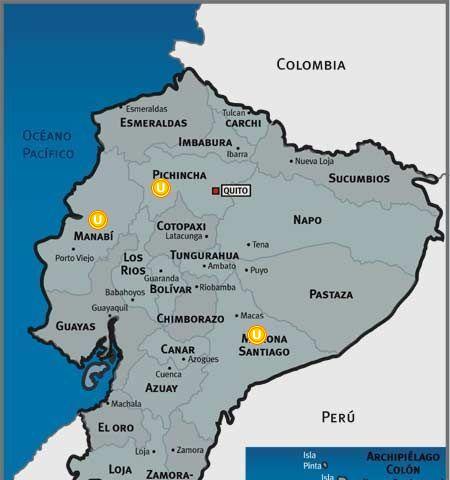 COLOMBIA
Esmeraldas
ESMERALDAS
Tulcan
CARCHI
OCÉANO
PACÍFICO
IMBABURA
Ibarra
Nueva Loja
PICHINCHA
SUCUMBIOS
U
QUITO
U
MANABÍ
COTOPAXI
Latacunga
NAPO
Porto Viejo
LOS
RIOS
TUNGURAHUA
Tena
Ambato
Puyo
Guaranda
BOLÍVAR
Riobamba
Babahoyos
PASTAZA
Guayaquil
GUAYAS
CHIMBORAZO
Macas
U
MORONA
SANTIAGO
CANAR
Azogues
Cuenca
AZUAY
Machala
PERÚ
EL ORO
Loja
Zamora
LOJA
ZAMORA-
Isla
Pinta
ARCHIPIÉLAGO
COLÓN
Isla